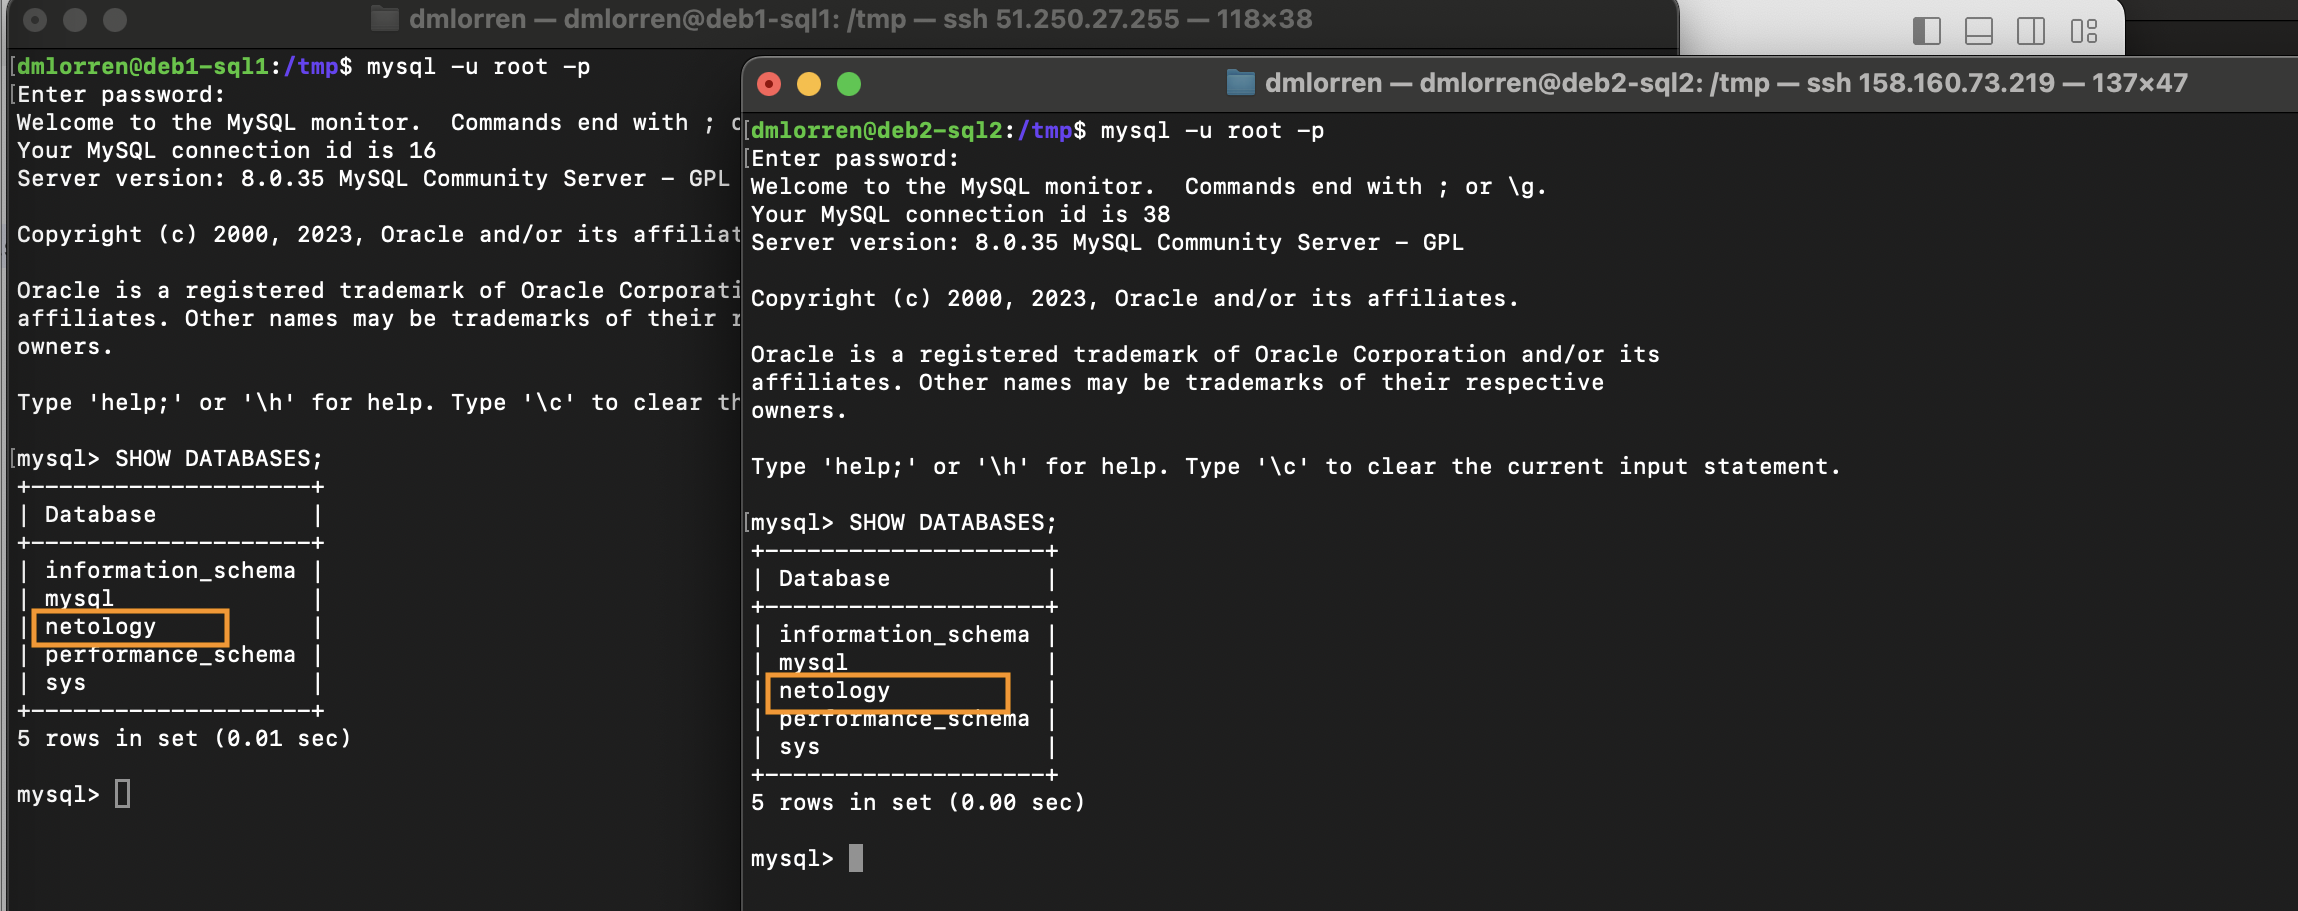 dmlorren — dmlorren@deb1-sql1: /tmp — ssh 51.250.27.255 — 118×38
dmlorren@deb1-sql1:/tmp$ mysql -u root -p
Enter password:
Welcome to the MySQL monitor.  Commands end with ;
Your MySQL connection id is 16
Server version: 8.0.35 MySQL Community Server - GPL
Copyright (c) 2000, 2023, Oracle and/or its affiliat
Oracle is a registered trademark of Oracle Corporati
affiliates. Other names may be trademarks of their r
owners.
Type 'help;' or '\h' for help. Type '\c' to clear th
mysql> SHOW DATABASES;
+--------------------+
| Database           |
+--------------------+
| information_schema |
| mysql              |
| netology           |
| performance_schema |
| sys                |
+--------------------+
5 rows in set (0.01 sec)
mysql>
dmlorren — dmlorren@deb2-sql2: /tmp — ssh 158.160.73.219 — 137×47
dmlorren@deb2-sql2:/tmp$ mysql -u root -p
Enter password:
Welcome to the MySQL monitor.  Commands end with ; or \g.
Your MySQL connection id is 38
Server version: 8.0.35 MySQL Community Server - GPL
Copyright (c) 2000, 2023, Oracle and/or its affiliates.
Oracle is a registered trademark of Oracle Corporation and/or its
affiliates. Other names may be trademarks of their respective
owners.
Type 'help;' or '\h' for help. Type '\c' to clear the current input statement.
mysql> SHOW DATABASES;
+--------------------+
| Database           |
+--------------------+
| information_schema |
| mysql              |
| netology           |
| performance_schema |
| sys                |
+--------------------+
5 rows in set (0.00 sec)
mysql>